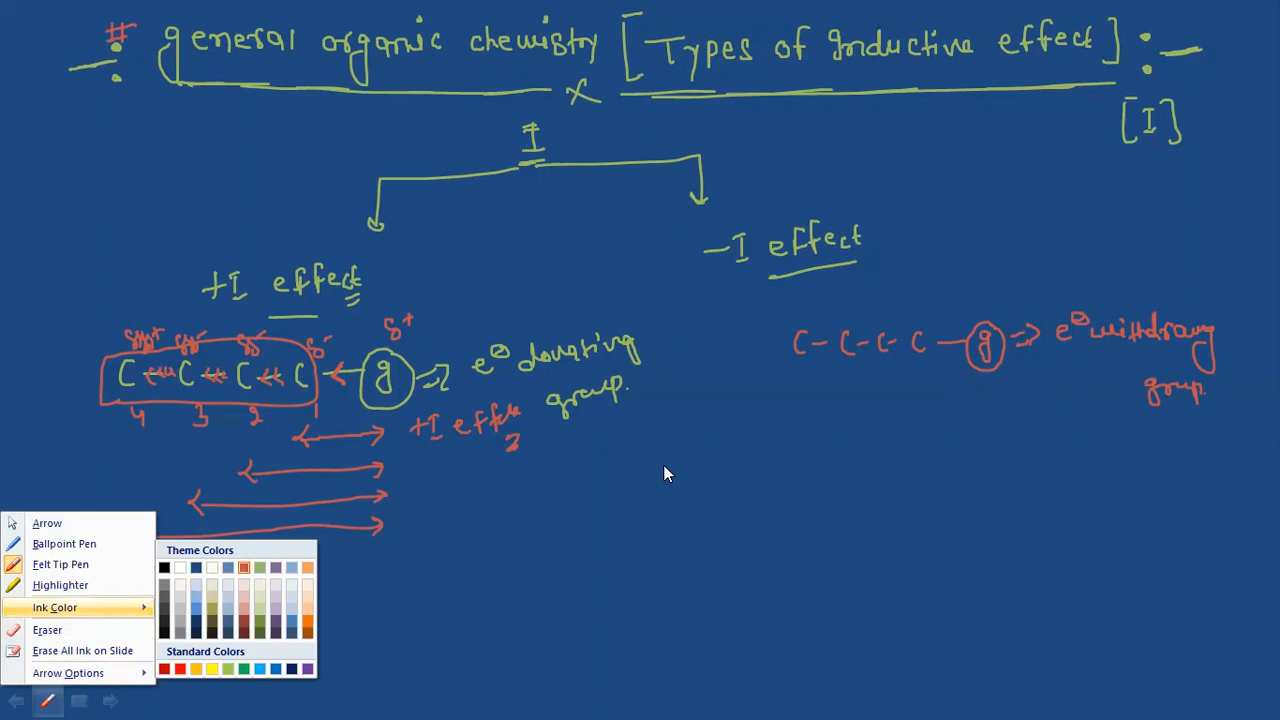 # General organic chemistry [Types of Inductive effect] :-
[I]
I
+I effect
-I effect
δ+
C - C - C - C - g ⇒ e⊖ donating
group.
4 3 2 1
+I effect
C - C - C - C - g ⇒ e⊖ withdrawing
group.
Arrow
Ballpoint Pen
Felt Tip Pen
Highlighter
Ink Color
Eraser
Erase All Ink on Slide
Arrow Options
Theme Colors
Standard Colors